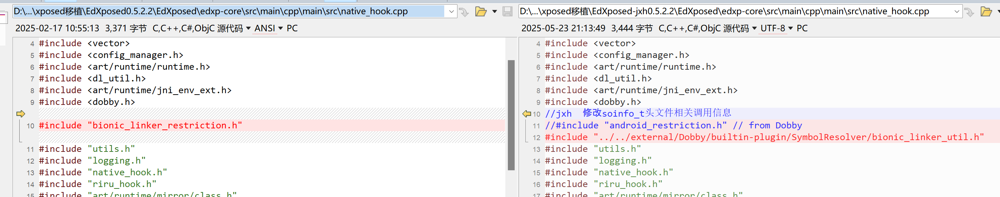 D:\...\xposed移植\EdXposed0.5.2.2\EdXposed\edxp-core\src\main\cpp\main\src\native_hook.cpp
2025-02-17 10:55:13 3,371 字节 C,C++,C#,ObjC 源代码 ANSI PC
4 #include <vector>
5 #include <config_manager.h>
6 #include <art/runtime/runtime.h>
7 #include <dl_util.h>
8 #include <art/runtime/jni_env_ext.h>
9 #include <dobby.h>
10 #include "bionic_linker_restriction.h"
11 #include "utils.h"
12 #include "logging.h"
13 #include "native_hook.h"
14 #include "riru_hook.h"
15 #include "art/runtime/mirror/class.h"
D:\...\xposed移植\EdXposed-jxh0.5.2.2\EdXposed\edxp-core\src\main\cpp\main\src\native_hook.cpp
2025-05-23 21:13:49 3,444 字节 C,C++,C#,ObjC 源代码 UTF-8 PC
4 #include <vector>
5 #include <config_manager.h>
6 #include <art/runtime/runtime.h>
7 #include <dl_util.h>
8 #include <art/runtime/jni_env_ext.h>
9 #include <dobby.h>
10 //jxh 修改soinfo_t头文件相关调用信息
11 //#include "android_restriction.h" // from Dobby
12 #include "../../external/Dobby/builtin-plugin/SymbolResolver/bionic_linker_util.h"
13 #include "utils.h"
14 #include "logging.h"
15 #include "native_hook.h"
16 #include "riru_hook.h"
17 #include "art/runtime/mirror/class.h"